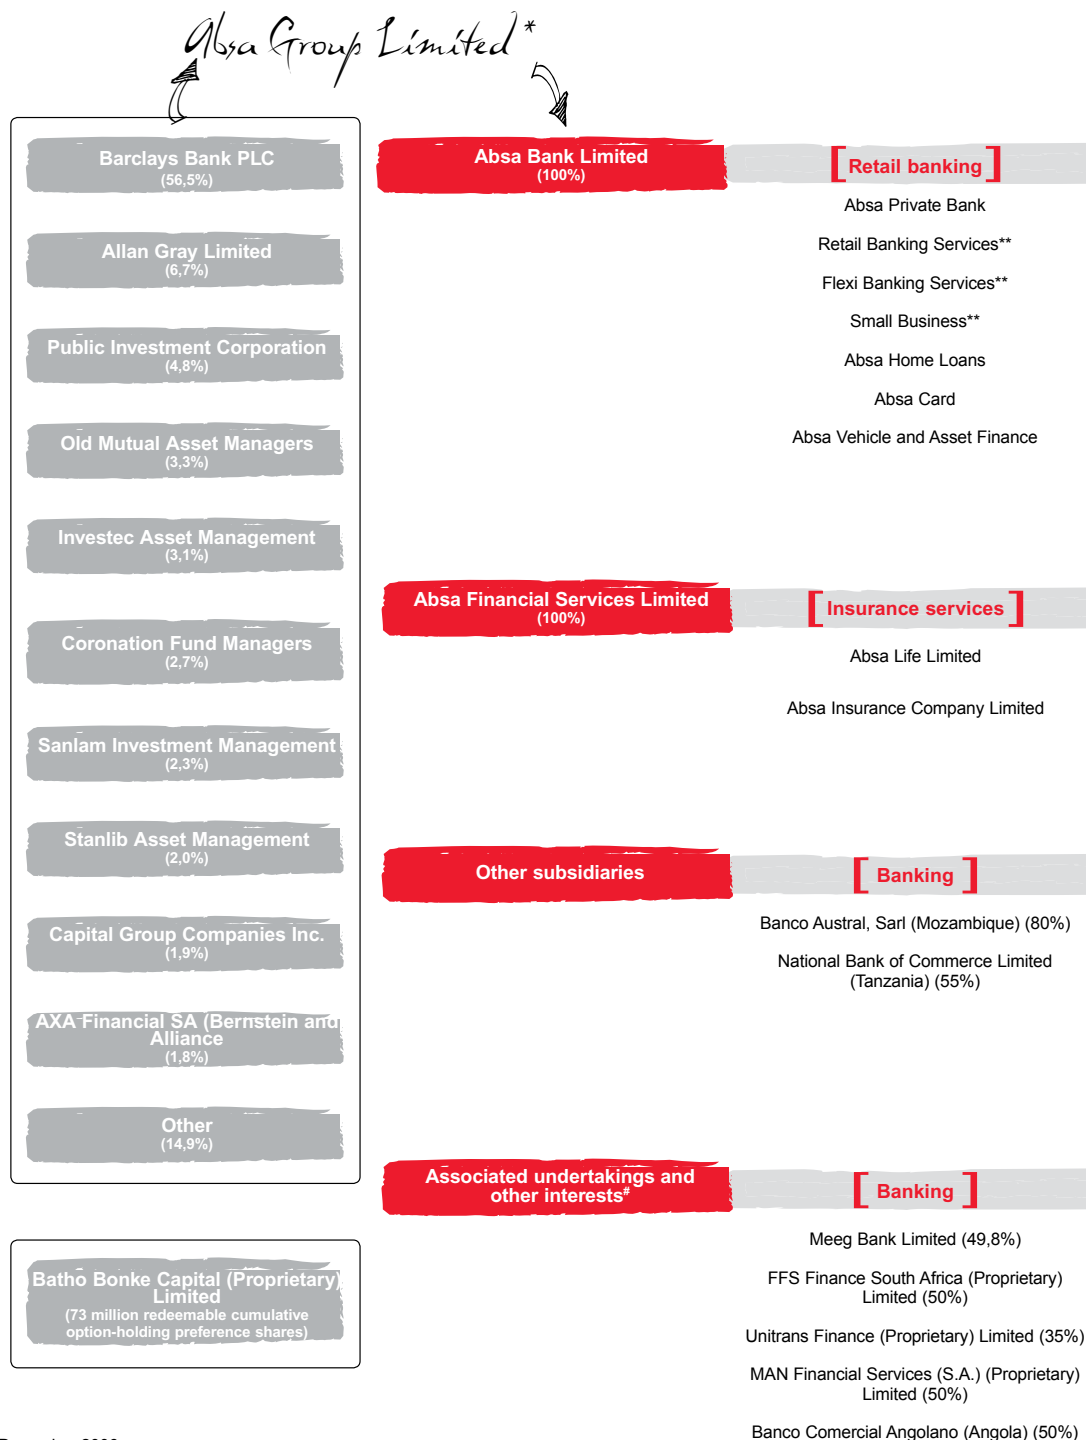 Absa Group Limited*
Barclays Bank PLC
(56,5%)
Allan Gray Limited
(6,7%)
Public Investment Corporation
(4,8%)
Old Mutual Asset Managers
(3,3%)
Investec Asset Management
(3,1%)
Coronation Fund Managers
(2,7%)
Sanlam Investment Management
(2,3%)
Stanlib Asset Management
(2,0%)
Capital Group Companies Inc.
(1,9%)
AXA Financial SA (Bernstein and
Alliance
(1,8%)
Other
(14,9%)
Batho Bonke Capital (Proprietary)
Limited
(73 million redeemable cumulative
option-holding preference shares)
Absa Bank Limited
(100%)
[Retail banking]
Absa Private Bank
Retail Banking Services**
Flexi Banking Services**
Small Business**
Absa Home Loans
Absa Card
Absa Vehicle and Asset Finance
Absa Financial Services Limited
(100%)
[Insurance services]
Absa Life Limited
Absa Insurance Company Limited
Other subsidiaries
[Banking]
Banco Austral, Sarl (Mozambique) (80%)
National Bank of Commerce Limited
(Tanzania) (55%)
Associated undertakings and
other interests#
[Banking]
Meeg Bank Limited (49,8%)
FFS Finance South Africa (Proprietary)
Limited (50%)
Unitrans Finance (Proprietary) Limited (35%)
MAN Financial Services (S.A.) (Proprietary)
Limited (50%)
Banco Comercial Angolano (Angola) (50%)